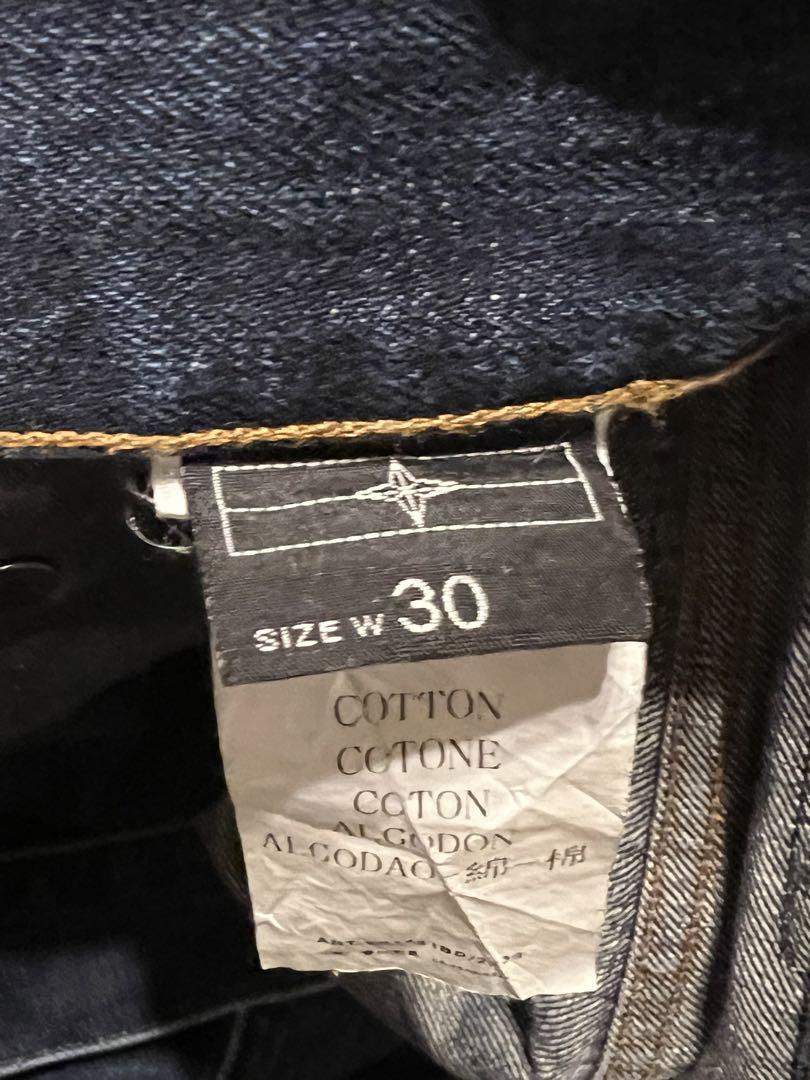 SIZE W 30
COTTON
COTONE
COTON
ALGODON
ALGODAO-綿-棉